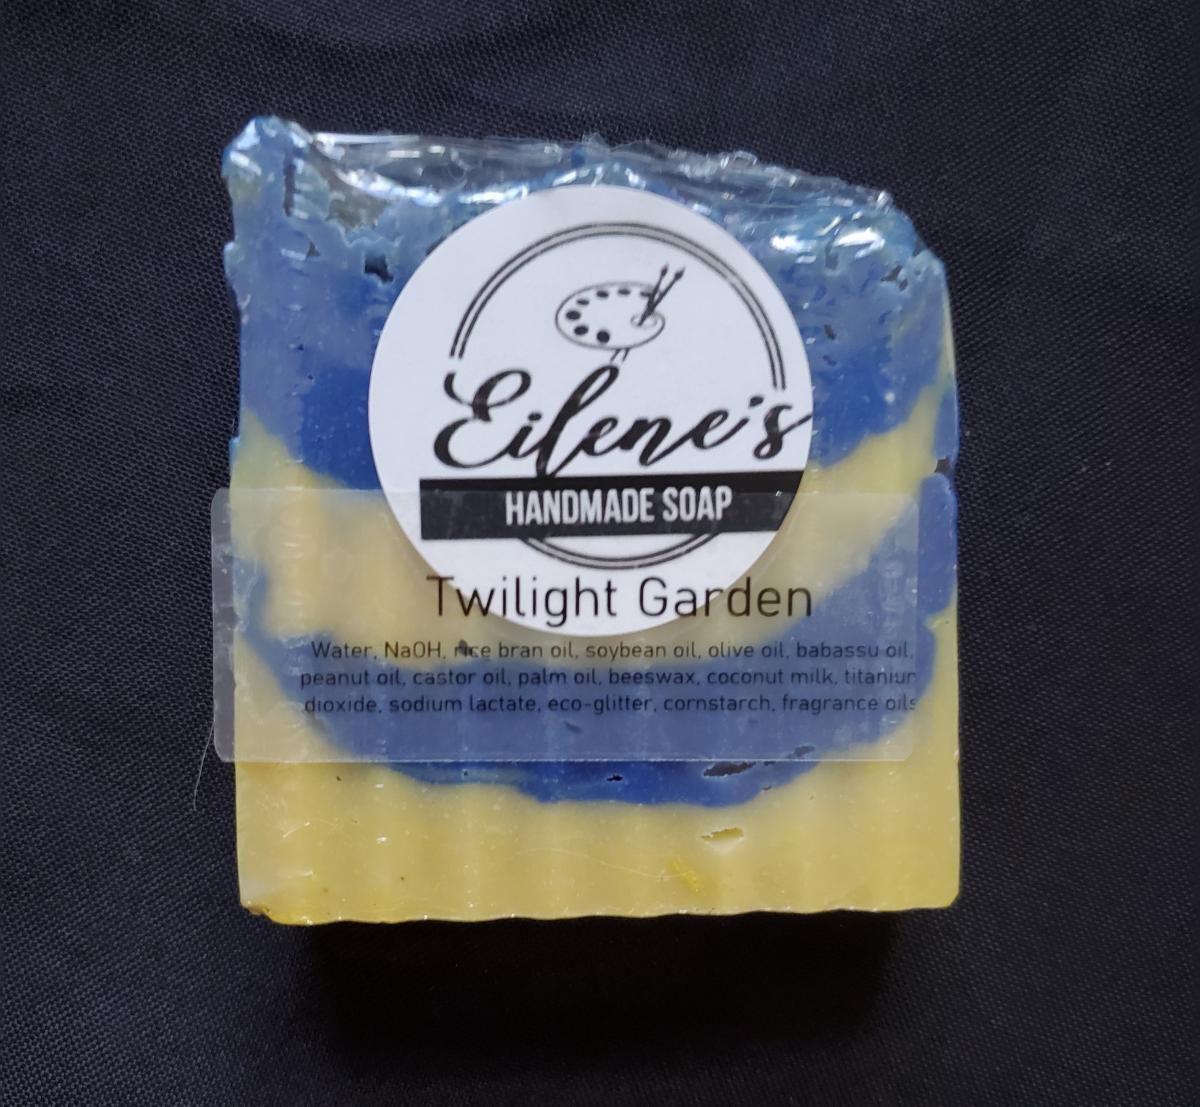 Eilene's
HANDMADE SOAP
Twilight Garden
Water, NaOH, rice bran oil, soybean oil, olive oil, babassu oil,
peanut oil, castor oil, palm oil, beeswax, coconut milk, titaniun
dioxide, sodium lactate, eco-glitter, cornstarch, fragrance oils